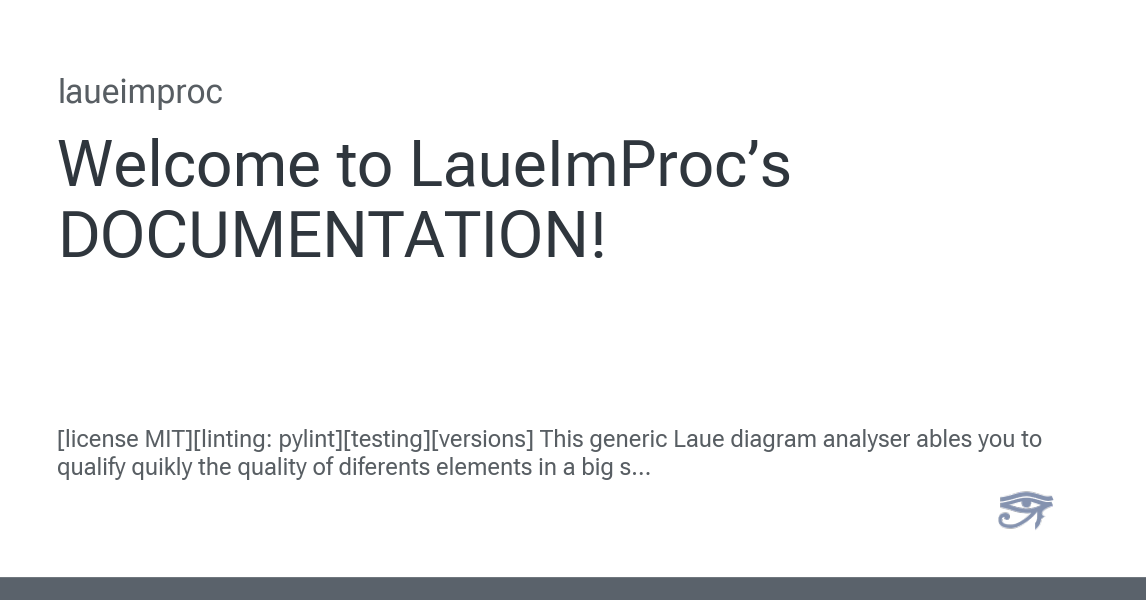 laueimproc
Welcome to LaueImProc’s
DOCUMENTATION!
[license MIT][linting: pylint][testing][versions] This generic Laue diagram analyser ables you to
qualify quikly the quality of diferents elements in a big s...